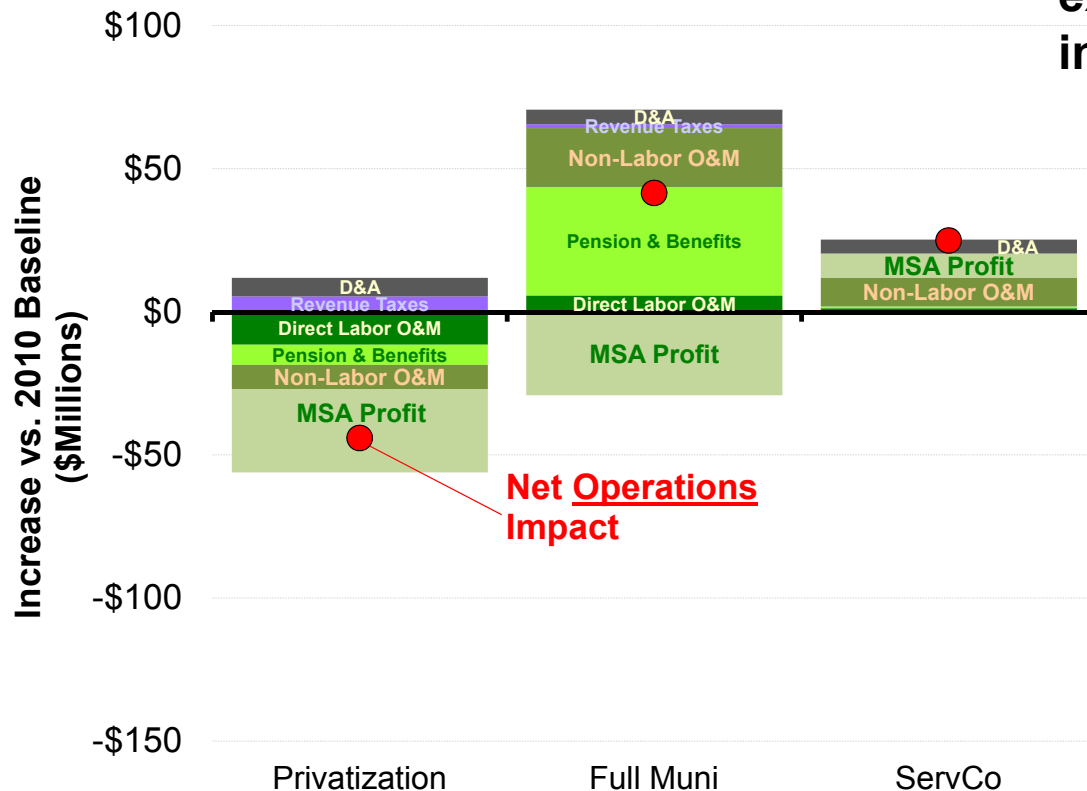 $100
$50
$0
-$50
-$100
-$150
Increase vs. 2010 Baseline
($Millions)
D&A
Revenue Taxes
Direct Labor O&M
Pension & Benefits
Non-Labor O&M
MSA Profit
D&A
Revenue Taxes
Non-Labor O&M
Pension & Benefits
Direct Labor O&M
MSA Profit
D&A
MSA Profit
Non-Labor O&M
Net Operations
Impact
Privatization
Full Muni
ServCo